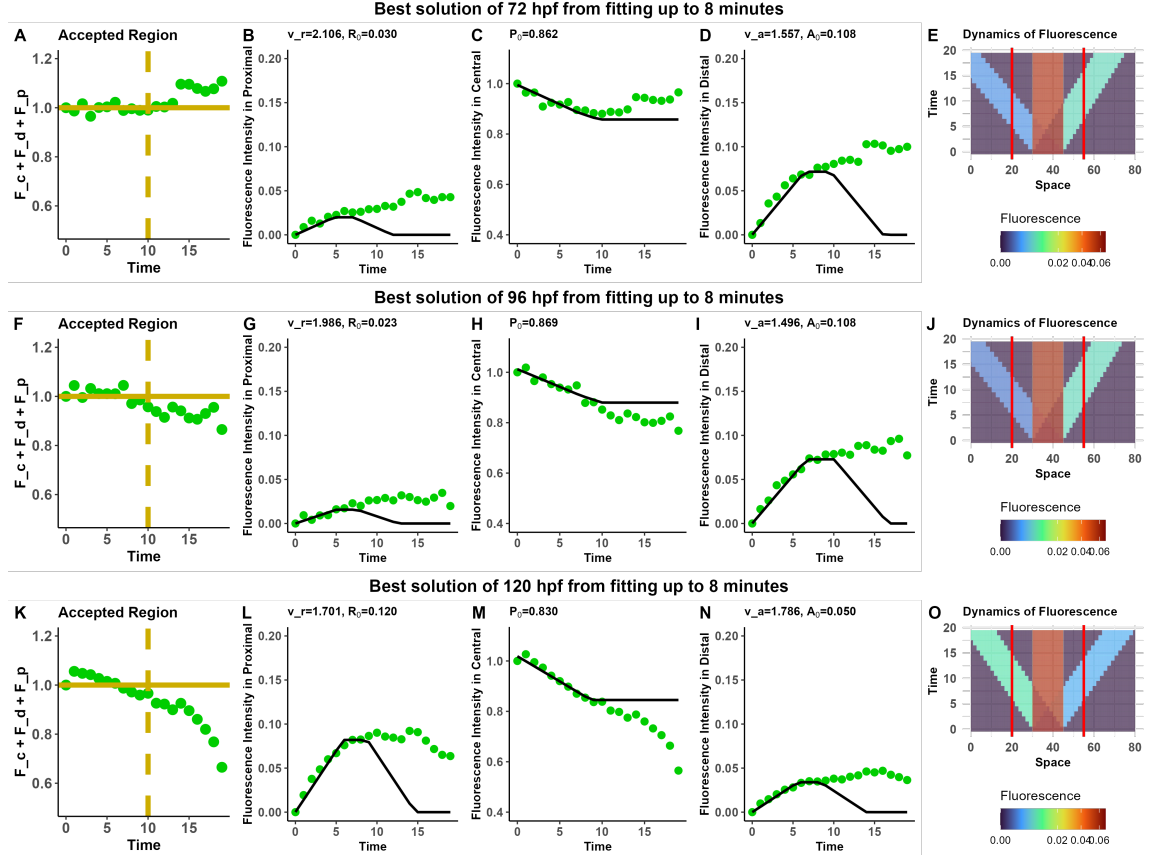 Best solution of 72 hpf from fitting up to 8 minutes
A Accepted Region
B v_r=2.106, R0=0.030
C P0=0.862
D v_a=1.557, A0=0.108
E Dynamics of Fluorescence
F_c + F_d + F_p
1.2
1.0
0.8
0.6
0 5 10 15
Time
Fluorescence Intensity in Proximal
0.20
0.15
0.10
0.05
0.00
0 5 10 15
Time
Fluorescence Intensity in Central
1.0
0.8
0.6
0.4
0 5 10 15
Time
Fluorescence Intensity in Distal
0.20
0.15
0.10
0.05
0.00
0 5 10 15
Time
Time
20
15
10
5
0
0 20 40 60 80
Space
Fluorescence
0.00 0.02 0.04 0.06
Best solution of 96 hpf from fitting up to 8 minutes
F Accepted Region
G v_r=1.986, R0=0.023
H P0=0.869
I v_a=1.496, A0=0.108
J Dynamics of Fluorescence
F_c + F_d + F_p
1.2
1.0
0.8
0.6
0 5 10 15
Time
Fluorescence Intensity in Proximal
0.20
0.15
0.10
0.05
0.00
0 5 10 15
Time
Fluorescence Intensity in Central
1.0
0.8
0.6
0.4
0 5 10 15
Time
Fluorescence Intensity in Distal
0.20
0.15
0.10
0.05
0.00
0 5 10 15
Time
Time
20
15
10
5
0
0 20 40 60 80
Space
Fluorescence
0.00 0.02 0.04 0.06
Best solution of 120 hpf from fitting up to 8 minutes
K Accepted Region
L v_r=1.701, R0=0.120
M P0=0.830
N v_a=1.786, A0=0.050
O Dynamics of Fluorescence
F_c + F_d + F_p
1.2
1.0
0.8
0.6
0 5 10 15
Time
Fluorescence Intensity in Proximal
0.20
0.15
0.10
0.05
0.00
0 5 10 15
Time
Fluorescence Intensity in Central
1.0
0.8
0.6
0.4
0 5 10 15
Time
Fluorescence Intensity in Distal
0.20
0.15
0.10
0.05
0.00
0 5 10 15
Time
Time
20
15
10
5
0
0 20 40 60 80
Space
Fluorescence
0.00 0.02 0.04 0.06